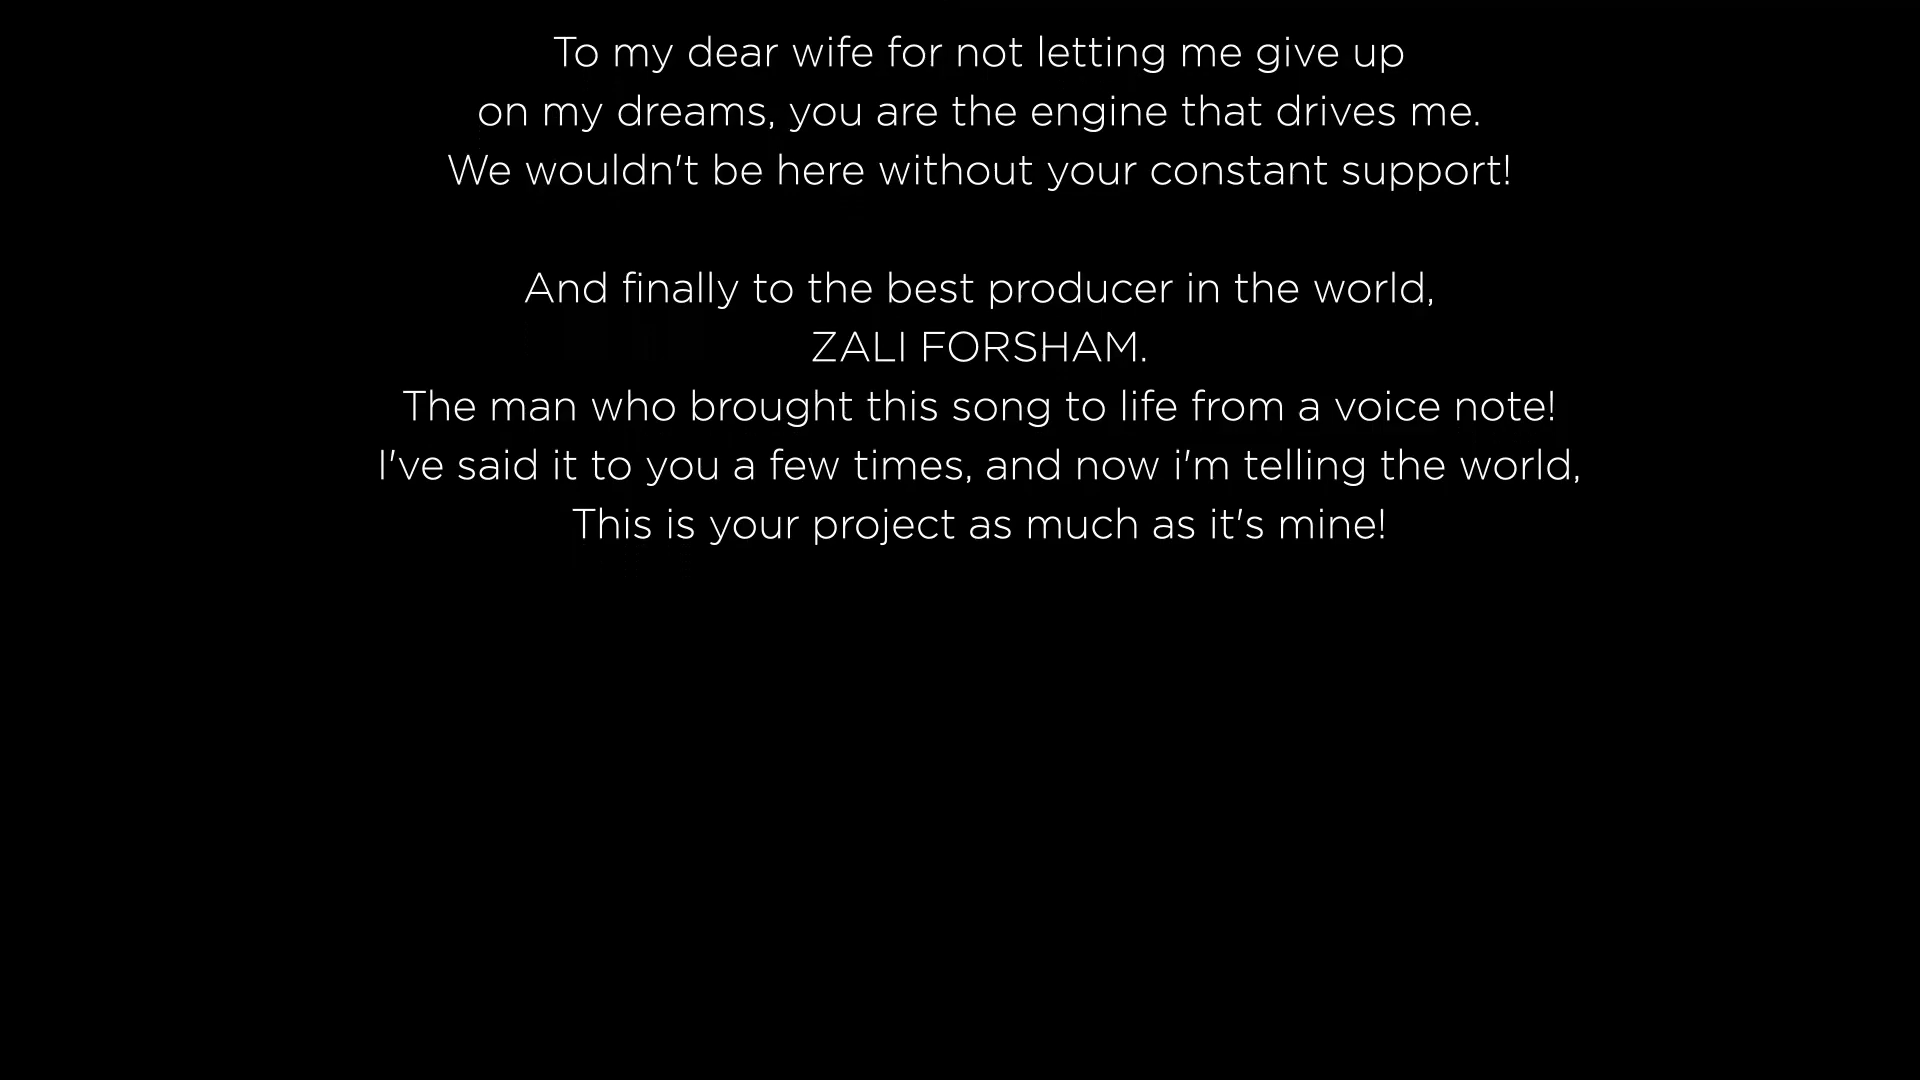 To my dear wife for not letting me give up
on my dreams, you are the engine that drives me.
We wouldn't be here without your constant support!
And finally to the best producer in the world,
ZALI FORSHAM.
The man who brought this song to life from a voice note!
I've said it to you a few times, and now i'm telling the world,
This is your project as much as it's mine!